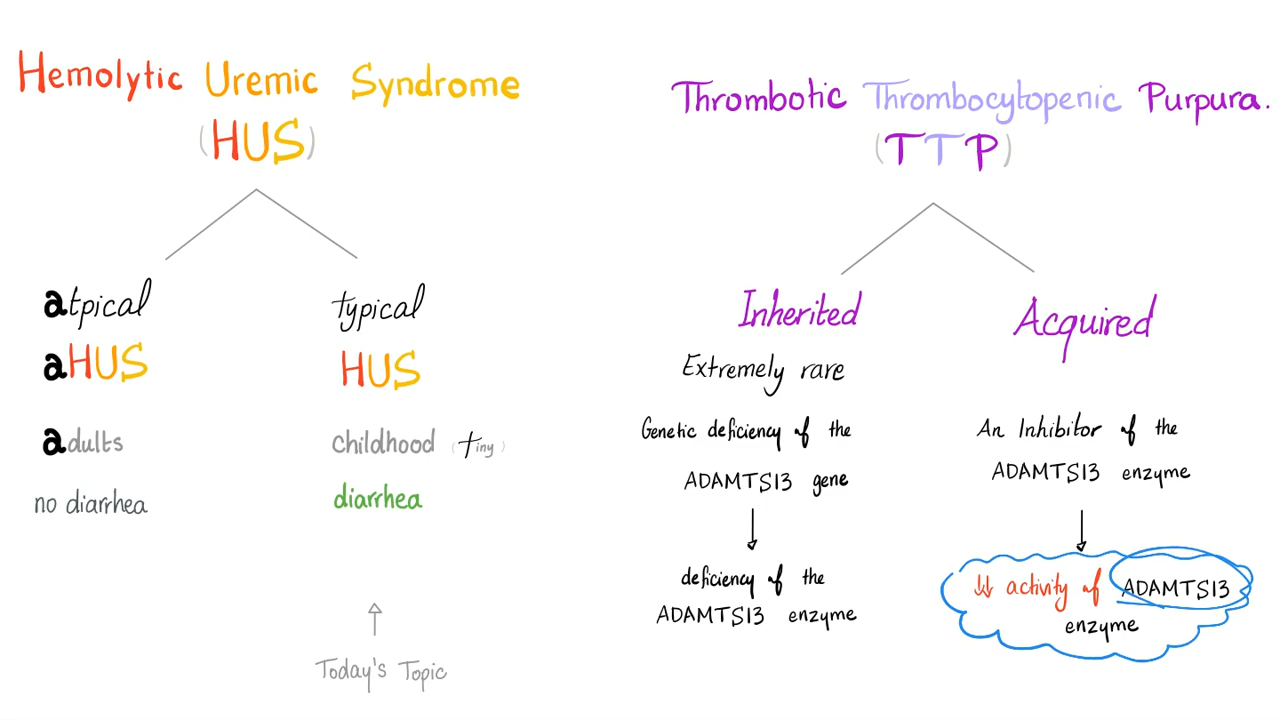 Hemolytic Uremic Syndrome
(HUS)
atpical
aHUS
adults
no diarrhea
typical
HUS
childhood (tiny)
diarrhea
Today's Topic
Thrombotic Thrombocytopenic Purpura.
(TTP)
Inherited
Extremely rare
Genetic deficiency of the
ADAMTS13 gene
deficiency of the
ADAMTS13 enzyme
Acquired
An Inhibitor of the
ADAMTS13 enzyme
↓↓ activity of ADAMTS13
enzyme